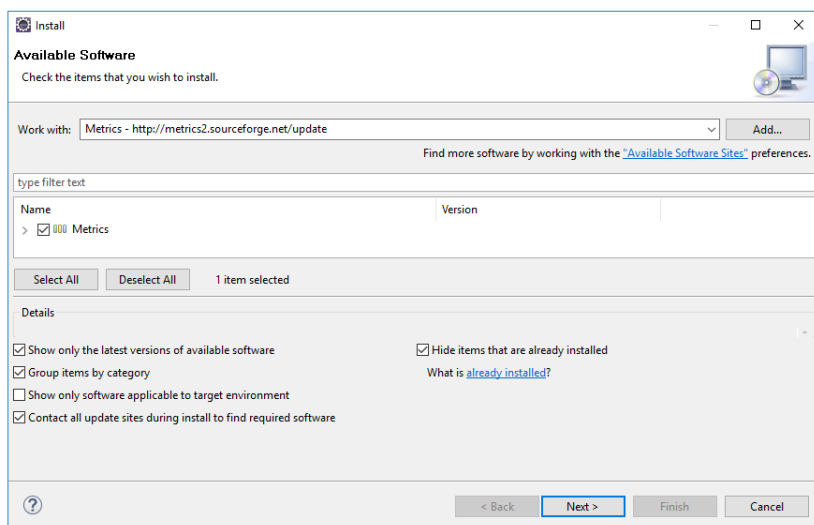 Install
Available Software
Check the items that you wish to install.
Work with: Metrics - http://metrics2.sourceforge.net/update Add...
Find more software by working with the "Available Software Sites" preferences.
type filter text
Name Version
Metrics
Select All Deselect All 1 item selected
Details
Show only the latest versions of available software Hide items that are already installed
Group items by category What is already installed?
Show only software applicable to target environment
Contact all update sites during install to find required software
? < Back Next > Finish Cancel